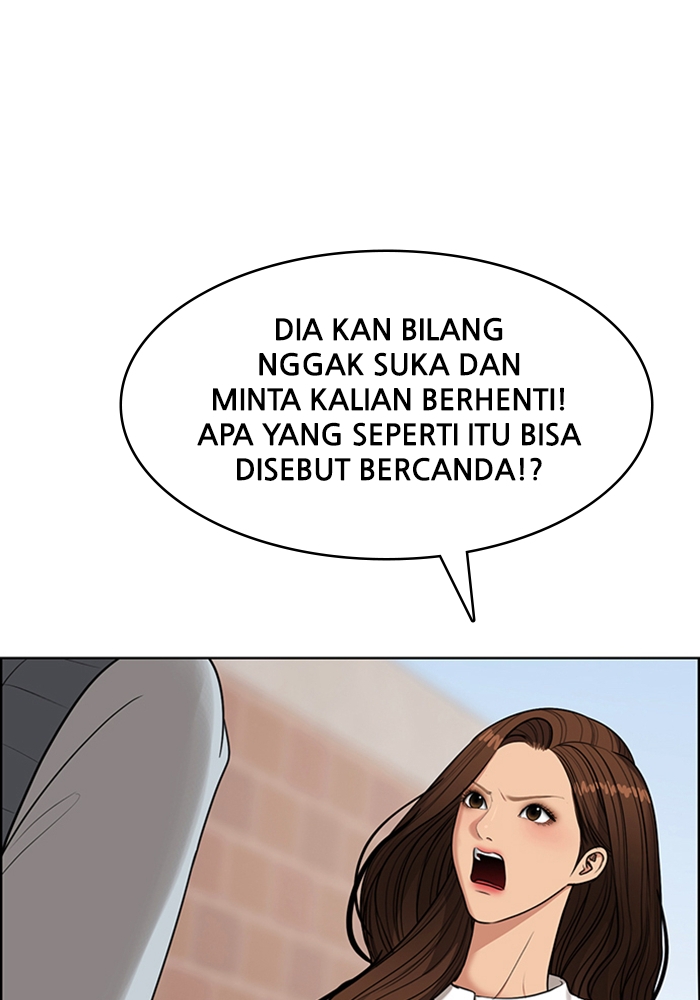 DIA KAN BILANG
NGGAK SUKA DAN
MINTA KALIAN BERHENTI!
APA YANG SEPERTI ITU BISA
DISEBUT BERCANDA!?